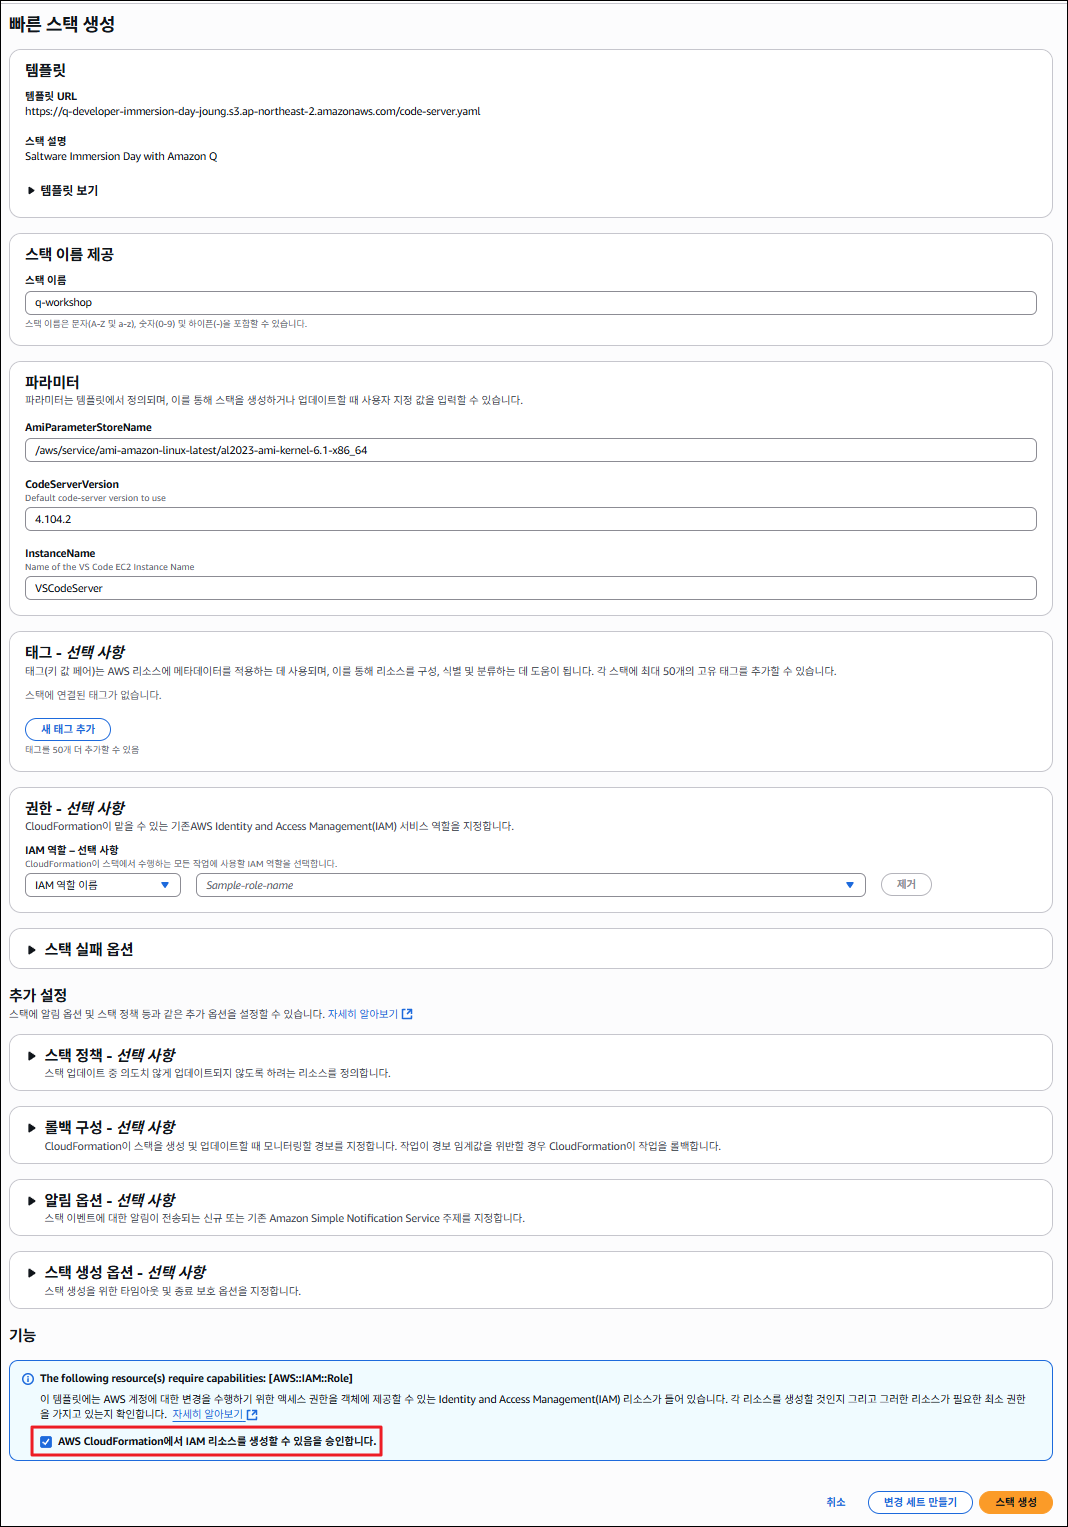 빠른 스택 생성
템플릿
템플릿 URL
https://q-developer-immersion-day-joung.s3.ap-northeast-2.amazonaws.com/code-server.yaml
스택 설명
Saltware Immersion Day with Amazon Q
템플릿 보기
스택 이름 제공
스택 이름
q-workshop
스택 이름은 문자(A-Z 및 a-z), 숫자(0-9) 및 하이픈(-)을 포함할 수 있습니다.
파라미터
파라미터는 템플릿에서 정의되며, 이를 통해 스택을 생성하거나 업데이트할 때 사용자 지정 값을 입력할 수 있습니다.
AmiParameterStoreName
/aws/service/ami-amazon-linux-latest/al2023-ami-kernel-6.1-x86_64
CodeServerVersion
Default code-server version to use
4.104.2
InstanceName
Name of the VS Code EC2 Instance Name
VSCodeServer
태그 - 선택 사항
태그(키 값 페어)는 AWS 리소스에 메타데이터를 적용하는 데 사용되며, 이를 통해 리소스를 구성, 식별 및 분류하는 데 도움이 됩니다. 각 스택에 최대 50개의 고유 태그를 추가할 수 있습니다.
스택에 연결된 태그가 없습니다.
새 태그 추가
태그를 50개 더 추가할 수 있음
권한 - 선택 사항
CloudFormation이 맡을 수 있는 기존AWS Identity and Access Management(IAM) 서비스 역할을 지정합니다.
IAM 역할 – 선택 사항
CloudFormation이 스택에서 수행하는 모든 작업에 사용할 IAM 역할을 선택합니다.
IAM 역할 이름 Sample-role-name 제거
스택 실패 옵션
추가 설정
스택에 알림 옵션 및 스택 정책 등과 같은 추가 옵션을 설정할 수 있습니다. 자세히 알아보기
스택 정책 - 선택 사항
스택 업데이트 중 의도치 않게 업데이트되지 않도록 하려는 리소스를 정의합니다.
롤백 구성 - 선택 사항
CloudFormation이 스택을 생성 및 업데이트할 때 모니터링할 경보를 지정합니다. 작업이 경보 임계값을 위반할 경우 CloudFormation이 작업을 롤백합니다.
알림 옵션 - 선택 사항
스택 이벤트에 대한 알림이 전송되는 신규 또는 기존 Amazon Simple Notification Service 주제를 지정합니다.
스택 생성 옵션 - 선택 사항
스택 생성을 위한 타임아웃 및 종료 보호 옵션을 지정합니다.
기능
The following resource(s) require capabilities: [AWS::IAM::Role]
이 템플릿에는 AWS 계정에 대한 변경을 수행하기 위한 액세스 권한을 객체에 제공할 수 있는 Identity and Access Management(IAM) 리소스가 들어 있습니다. 각 리소스를 생성할 것인지 그리고 그러한 리소스가 필요한 최소 권한
을 가지고 있는지 확인합니다. 자세히 알아보기
AWS CloudFormation에서 IAM 리소스를 생성할 수 있음을 승인합니다.
취소 변경 세트 만들기 스택 생성